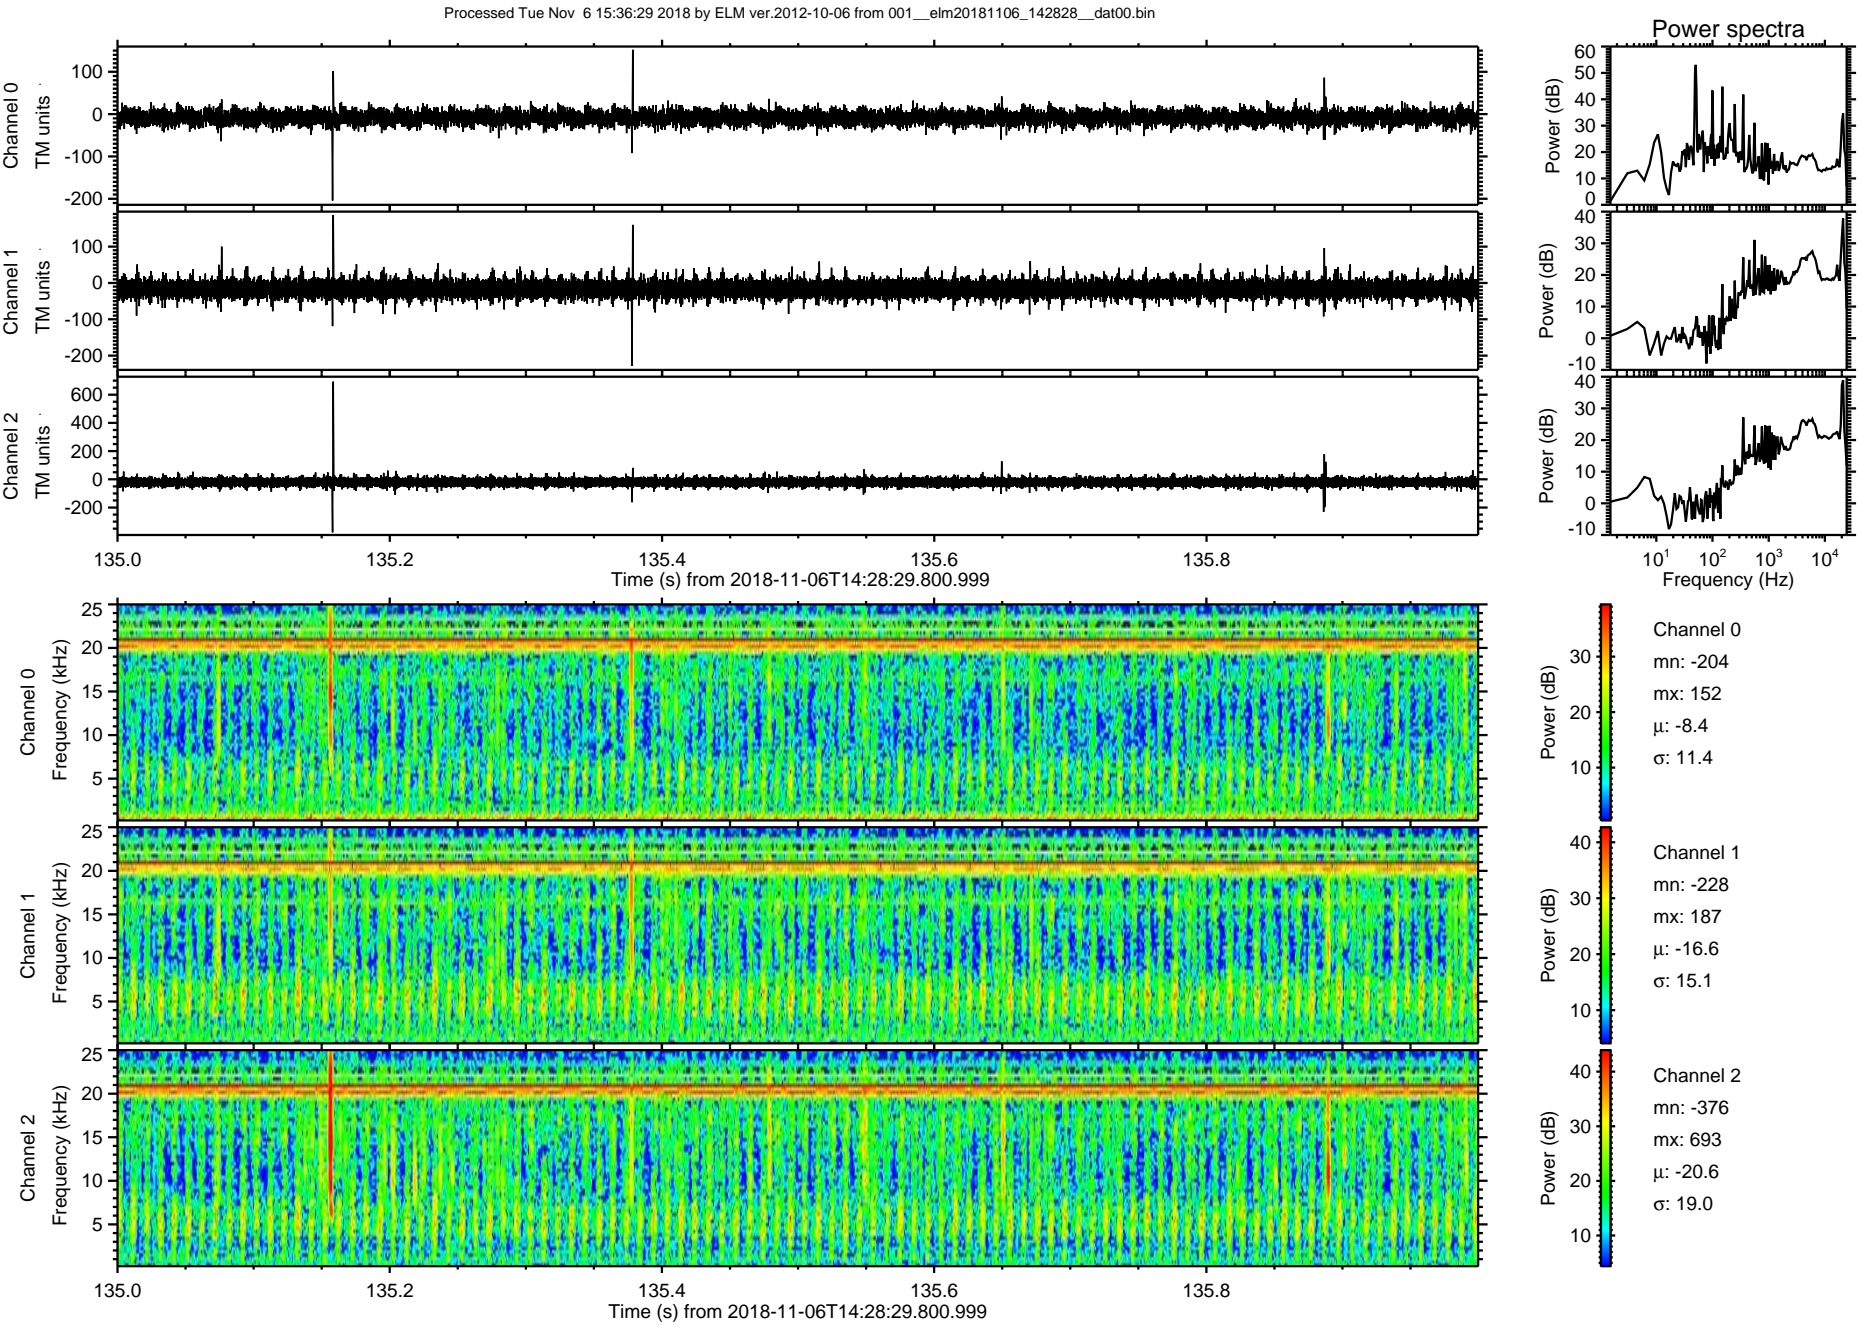 Processed Tue Nov  6 15:36:29 2018 by ELM ver.2012-10-06 from 001__elm20181106_142828__dat00.bin
Power spectra
Channel 0
TM units
100
0
-100
-200
Power (dB)
60
50
40
30
20
10
0
Channel 1
TM units
100
0
-100
-200
Power (dB)
40
30
20
10
0
-10
Channel 2
TM units
600
400
200
0
-200
Power (dB)
40
30
20
10
0
-10
135.0 135.2 135.4 135.6 135.8
Time (s) from 2018-11-06T14:28:29.800.999
10¹ 10² 10³ 10⁴
Frequency (Hz)
Channel 0
Frequency (kHz)
25
20
15
10
5
Power (dB)
30
20
10
Channel 0
mn: -204
mx: 152
μ: -8.4
σ: 11.4
Channel 1
Frequency (kHz)
25
20
15
10
5
Power (dB)
40
30
20
10
Channel 1
mn: -228
mx: 187
μ: -16.6
σ: 15.1
Channel 2
Frequency (kHz)
25
20
15
10
5
Power (dB)
40
30
20
10
Channel 2
mn: -376
mx: 693
μ: -20.6
σ: 19.0
135.0 135.2 135.4 135.6 135.8
Time (s) from 2018-11-06T14:28:29.800.999